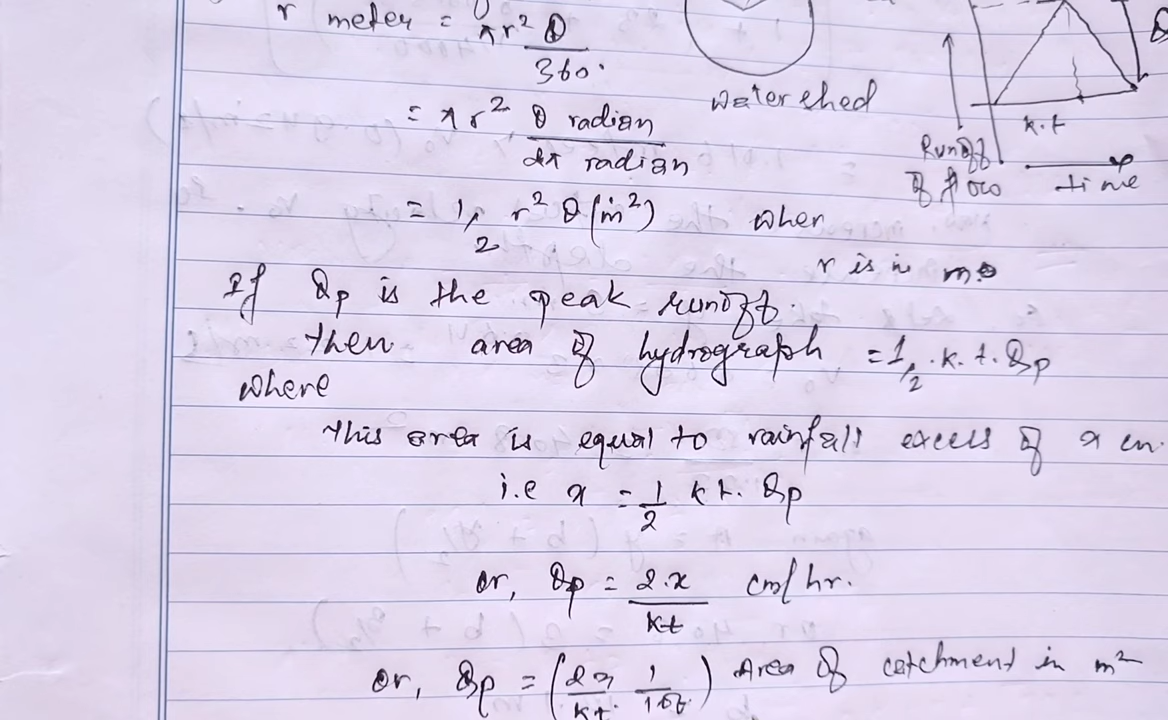 r meter = πr² θ
360°
watershed
= πr² θ radian
2π radian
k.t
Runoff
time
= 1/2 r² θ (m²) when
r is in m
If Qp is the peak runoff.
then area of hydrograph = 1/2 . k. t. Qp
where
This area is equal to rainfall excess of x cm.
i.e x = 1/2 k t. Qp
or, Qp = 2.x cm/hr.
kt
or, Qp = (2x 1 ) Area of catchment in m²
kt.